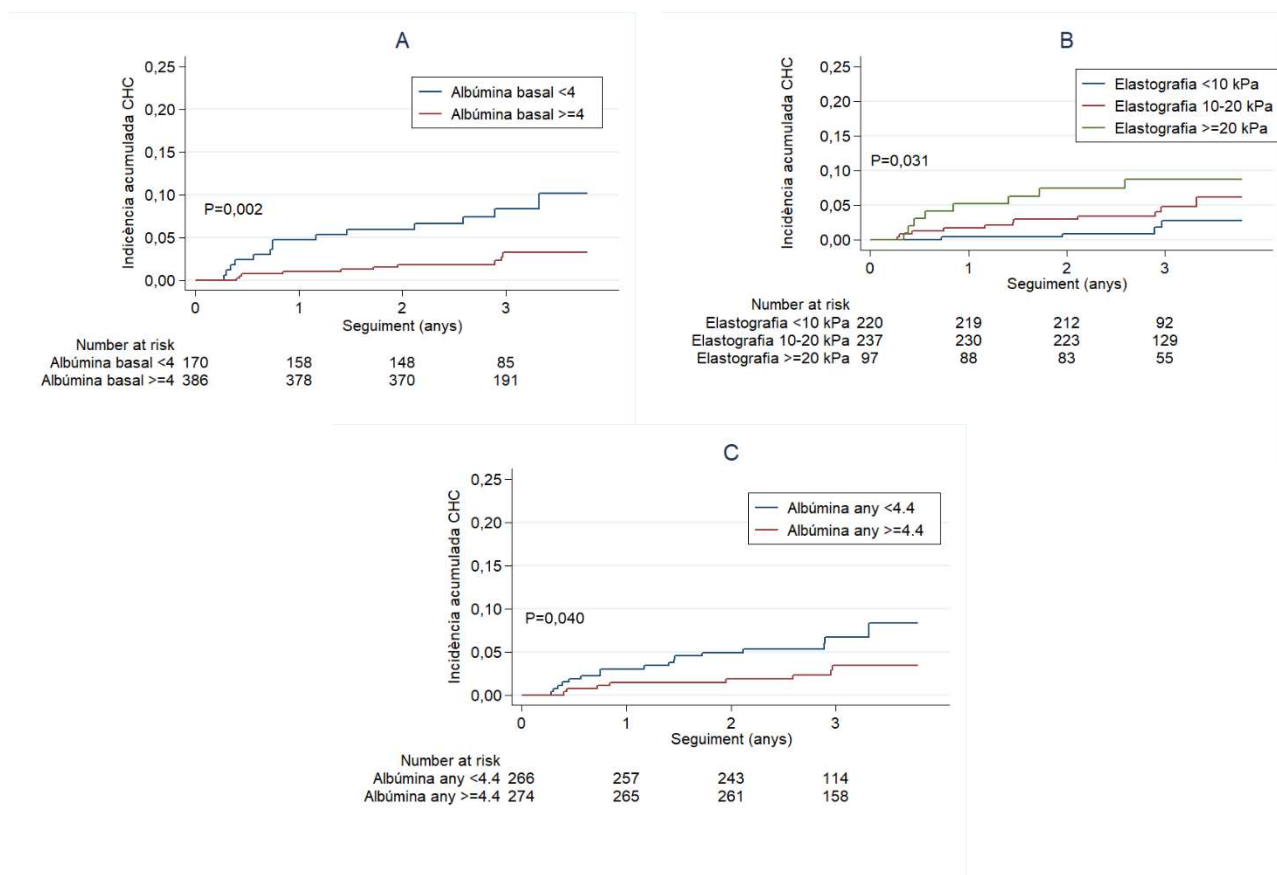 A
Indicència acumulada CHC
0,25
0,20
0,15
0,10
0,05
0,00
Albúmina basal <4
Albúmina basal >=4
P=0,002
0 1 2 3
Seguiment (anys)
Number at risk
Albúmina basal <4 170 158 148 85
Albúmina basal >=4 386 378 370 191
B
Incidència acumulada CHC
0,25
0,20
0,15
0,10
0,05
0,00
Elastografia <10 kPa
Elastografia 10-20 kPa
Elastografia >=20 kPa
P=0,031
0 1 2 3
Seguiment (anys)
Number at risk
Elastografia <10 kPa 220 219 212 92
Elastografia 10-20 kPa 237 230 223 129
Elastografia >=20 kPa 97 88 83 55
C
Incidència acumulada CHC
0,25
0,20
0,15
0,10
0,05
0,00
Albúmina any <4.4
Albúmina any >=4.4
P=0,040
0 1 2 3
Seguiment (anys)
Number at risk
Albúmina any <4.4 266 257 243 114
Albúmina any >=4.4 274 265 261 158